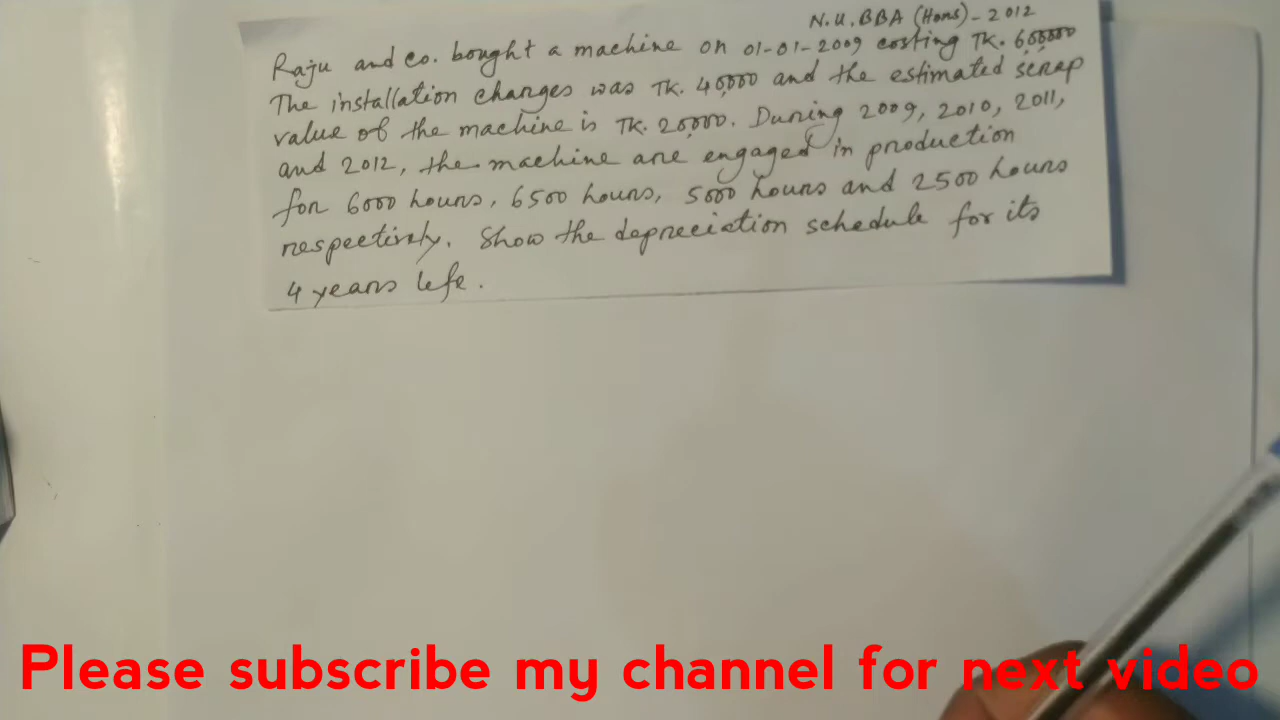 N.U.BBA (Hons) - 2012
Raju and co. bought a machine on 01-01-2009 costing TK. 600,000
The installation charges was TK. 40,000 and the estimated scrap
value of the machine is TK. 20,000. During 2009, 2010, 2011,
and 2012, the machine are engaged in production
for 6000 hours, 6500 hours, 5000 hours and 2500 hours
respectively. Show the depreciation schedule for its
4 years life.
Please subscribe my channel for next video